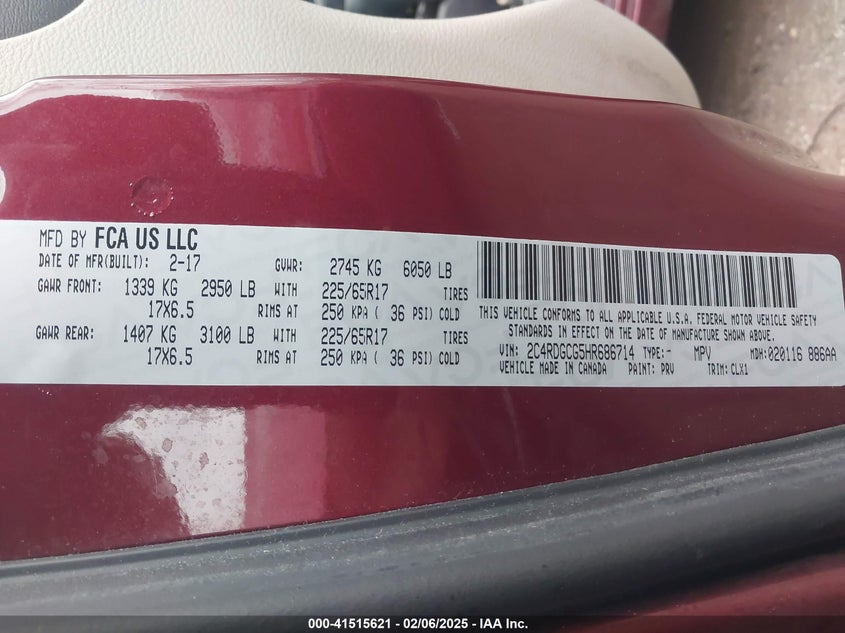 MFD BY FCA US LLC
DATE OF MFR(BUILT): 2-17 GVWR: 2745 KG 6050 LB
GAWR FRONT: 1339 KG 2950 LB WITH 225/65R17 TIRES
17X6.5 RIMS AT 250 KPA ( 36 PSI) COLD
GAWR REAR: 1407 KG 3100 LB WITH 225/65R17 TIRES
17X6.5 RIMS AT 250 KPA ( 36 PSI) COLD
THIS VEHICLE CONFORMS TO ALL APPLICABLE U.S.A. FEDERAL MOTOR VEHICLE SAFETY
STANDARDS IN EFFECT ON THE DATE OF MANUFACTURE SHOWN ABOVE.
VIN: 2C4RDGCG5HR686714 TYPE:- MPV MDH:020116 886AA
VEHICLE MADE IN CANADA PAINT: PRV TRIM: CLX1
000-41515621 - 02/06/2025 - IAA Inc.